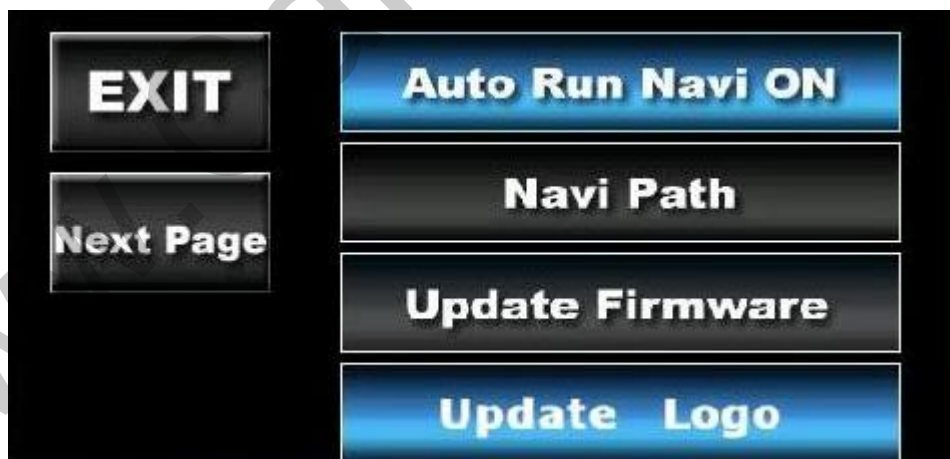 EXIT
Next Page
Auto Run Navi ON
Navi Path
Update Firmware
Update Logo